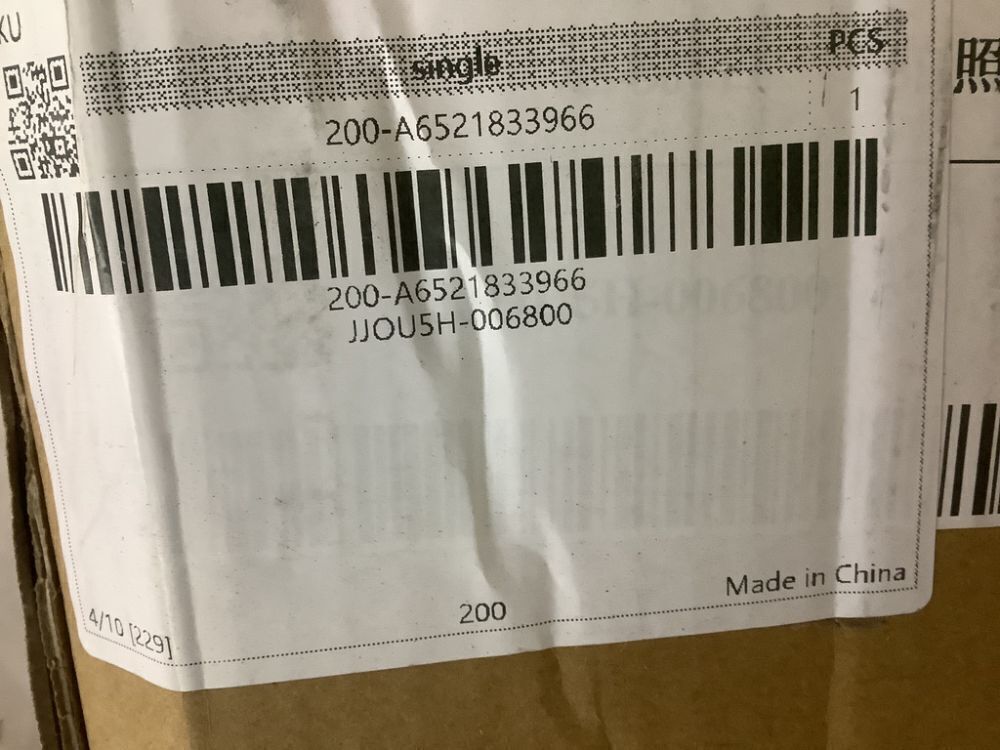 KU
single PCS
200-A6521833966 1
200-A6521833966
JJOU5H-006800
Made in China
200
4/10 [229]
照